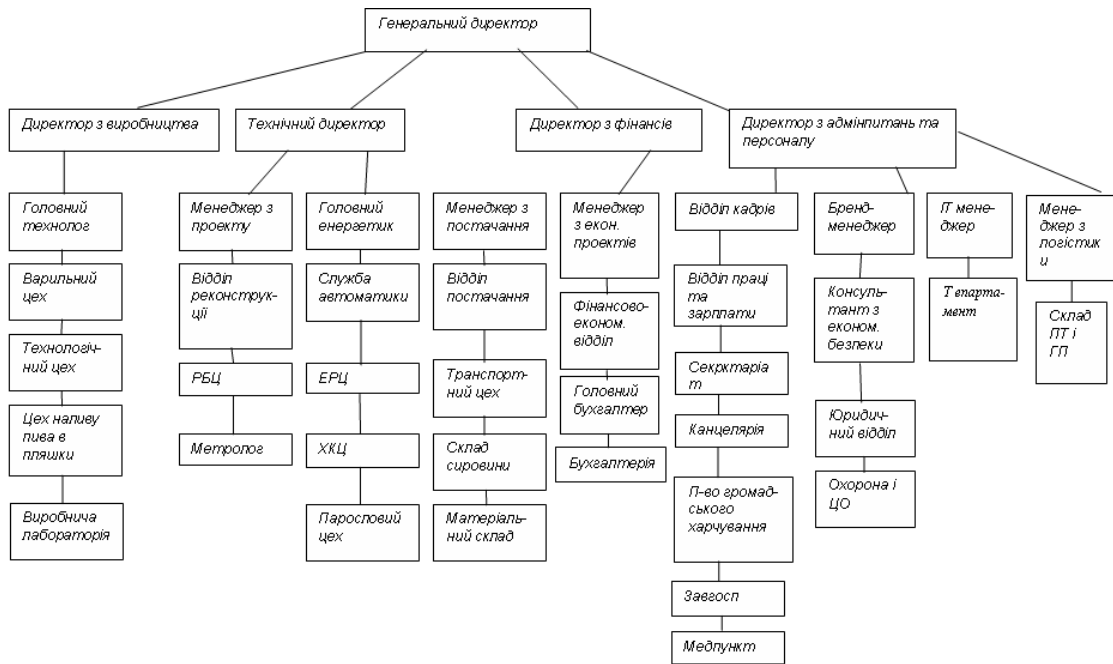 Генеральний директор
Директор з виробництва
Технічний директор
Директор з фінансів
Директор з адмінпитань та
персоналу
Головний
технолог
Варильний
цех
Технологіч-
ний цех
Цех наливу
пива в
пляшки
Виробнича
лабораторія
Менеджер з
проекту
Відділ
реконструк-
ції
РБЦ
Метролог
Головний
енергетик
Служба
автоматики
ЕРЦ
ХКЦ
Парословий
цех
Менеджер з
постачання
Відділ
постачання
Транспорт-
ний цех
Склад
сировини
Матеріаль-
ний склад
Менеджер
з екон.
проектів
Фінансово-
економ.
відділ
Головний
бухгалтер
Бухгалтерія
Відділ кадрів
Відділ праці
та
зарплати
Секрктаріа
т
Канцелярія
П-во громад-
ського
харчування
Завгосп
Медпункт
Бренд-
менеджер
Консуль-
тант з
економ.
безпеки
Юридич-
ний відділ
Охорона і
ЦО
ІТ мене-
джер
Т епарта-
мент
Мене-
джер з
логістик
и
Склад
ПТ і
ГП